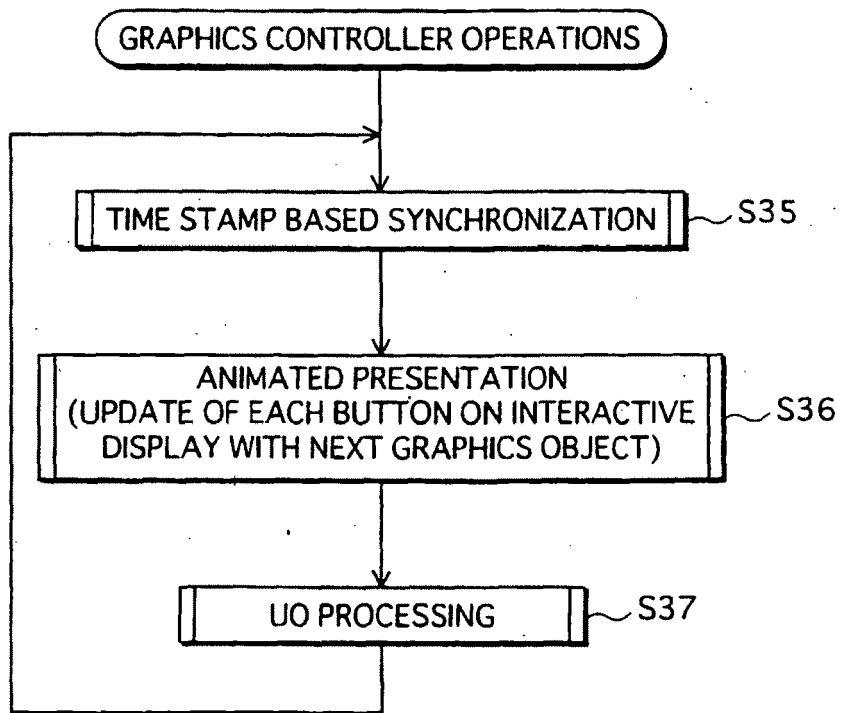 GRAPHICS CONTROLLER OPERATIONS
TIME STAMP BASED SYNCHRONIZATION
S35
ANIMATED PRESENTATION
(UPDATE OF EACH BUTTON ON INTERACTIVE
DISPLAY WITH NEXT GRAPHICS OBJECT)
S36
UO PROCESSING
S37